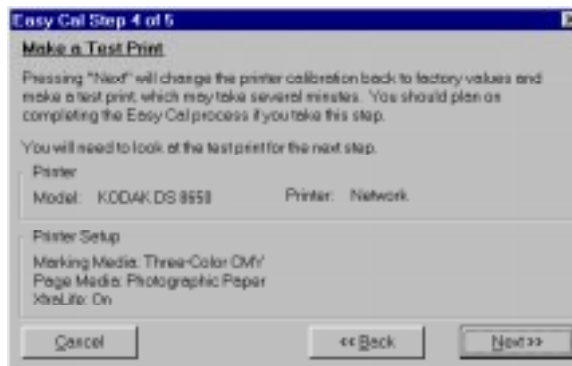 Easy Cal Step 4 of 5
Make a Test Print
Pressing "Next" will change the printer calibration back to factory values and
make a test print, which may take several minutes. You should plan on
completing the Easy Cal process if you take this step.
You will need to look at the test print for the next step.
Printer
Model: KODAK DS 8650 Printer: Network
Printer Setup
Marking Media: Three-Color CMY
Page Media: Photographic Paper
XtraLife: On
Cancel
<< Back
Next >>